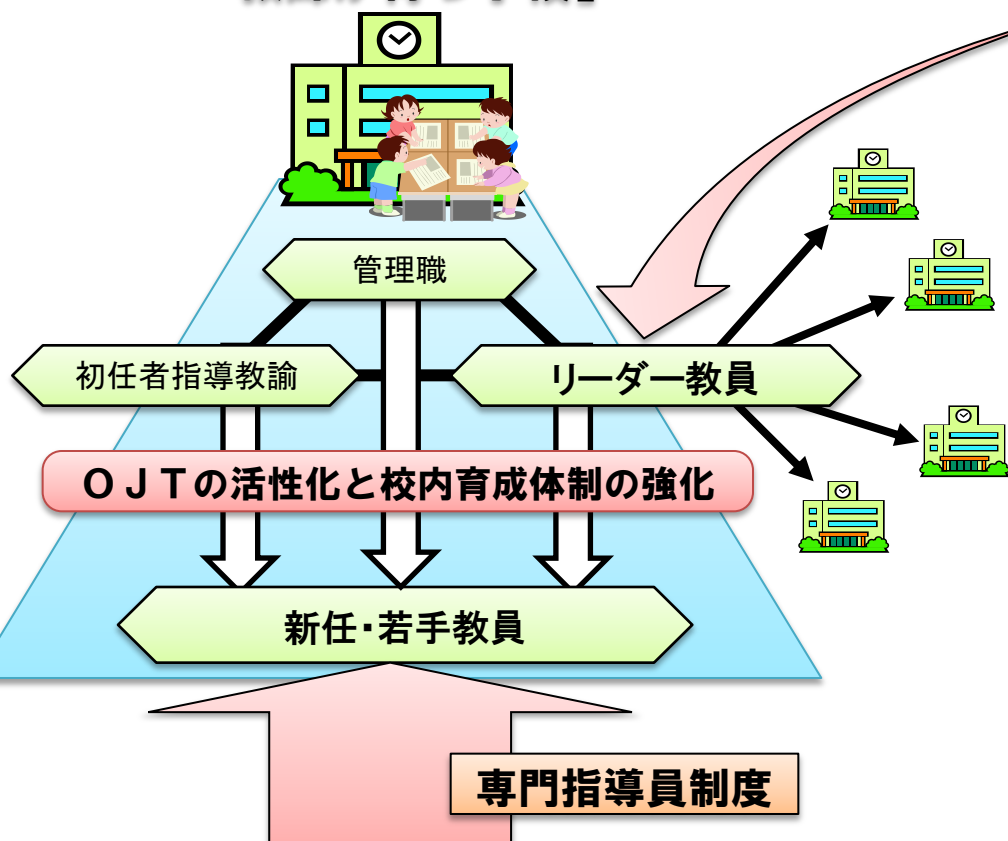 管理職
初任者指導教諭
リーダー教員
OJTの活性化と校内育成体制の強化
新任・若手教員
専門指導員制度